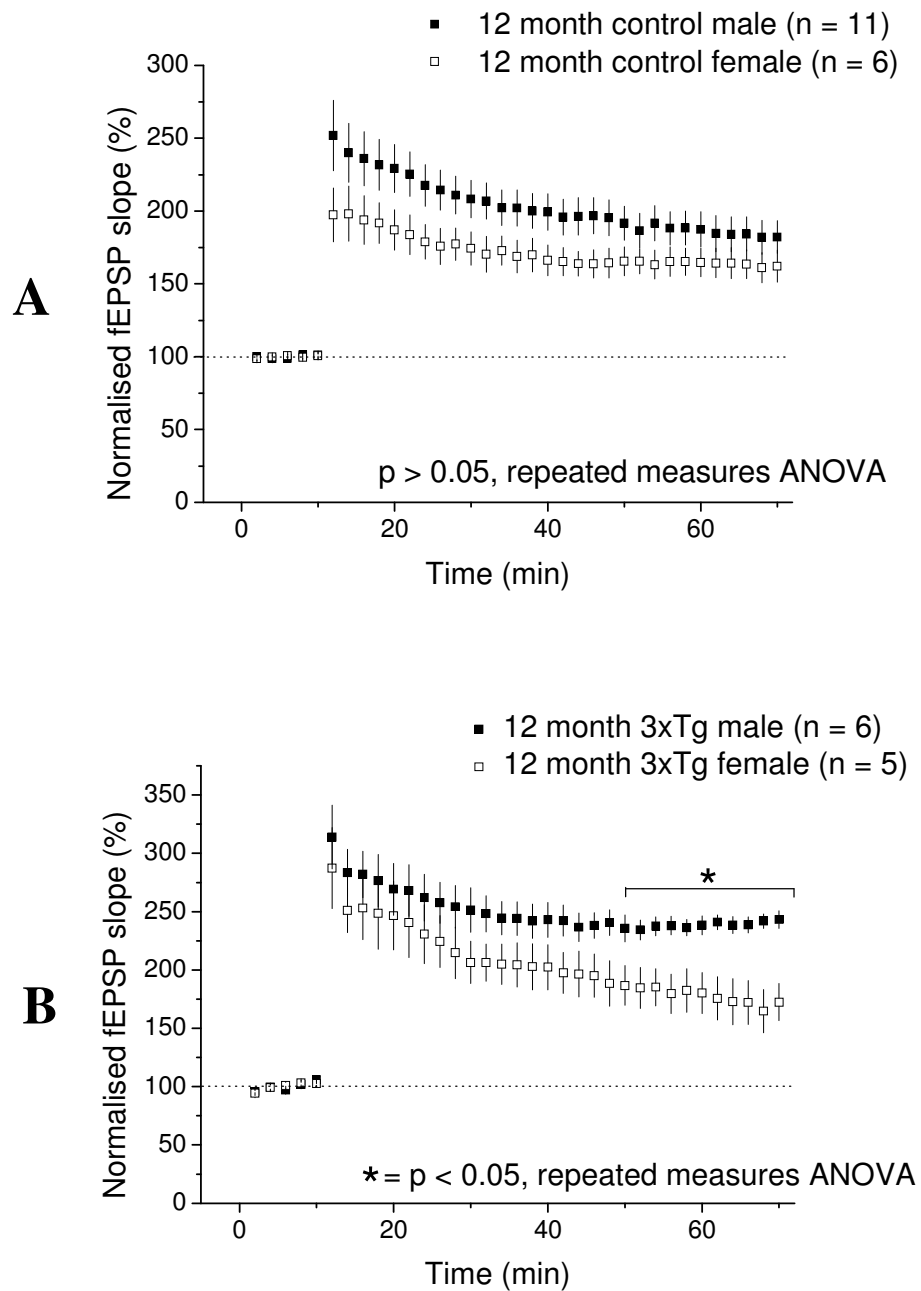 12 month control male (n = 11)
12 month control female (n = 6)
A
Normalised fEPSP slope (%)
300
250
200
150
100
50
0
p > 0.05, repeated measures ANOVA
0 20 40 60
Time (min)
12 month 3xTg male (n = 6)
12 month 3xTg female (n = 5)
B
Normalised fEPSP slope (%)
350
300
250
200
150
100
50
0
*
* = p < 0.05, repeated measures ANOVA
0 20 40 60
Time (min)